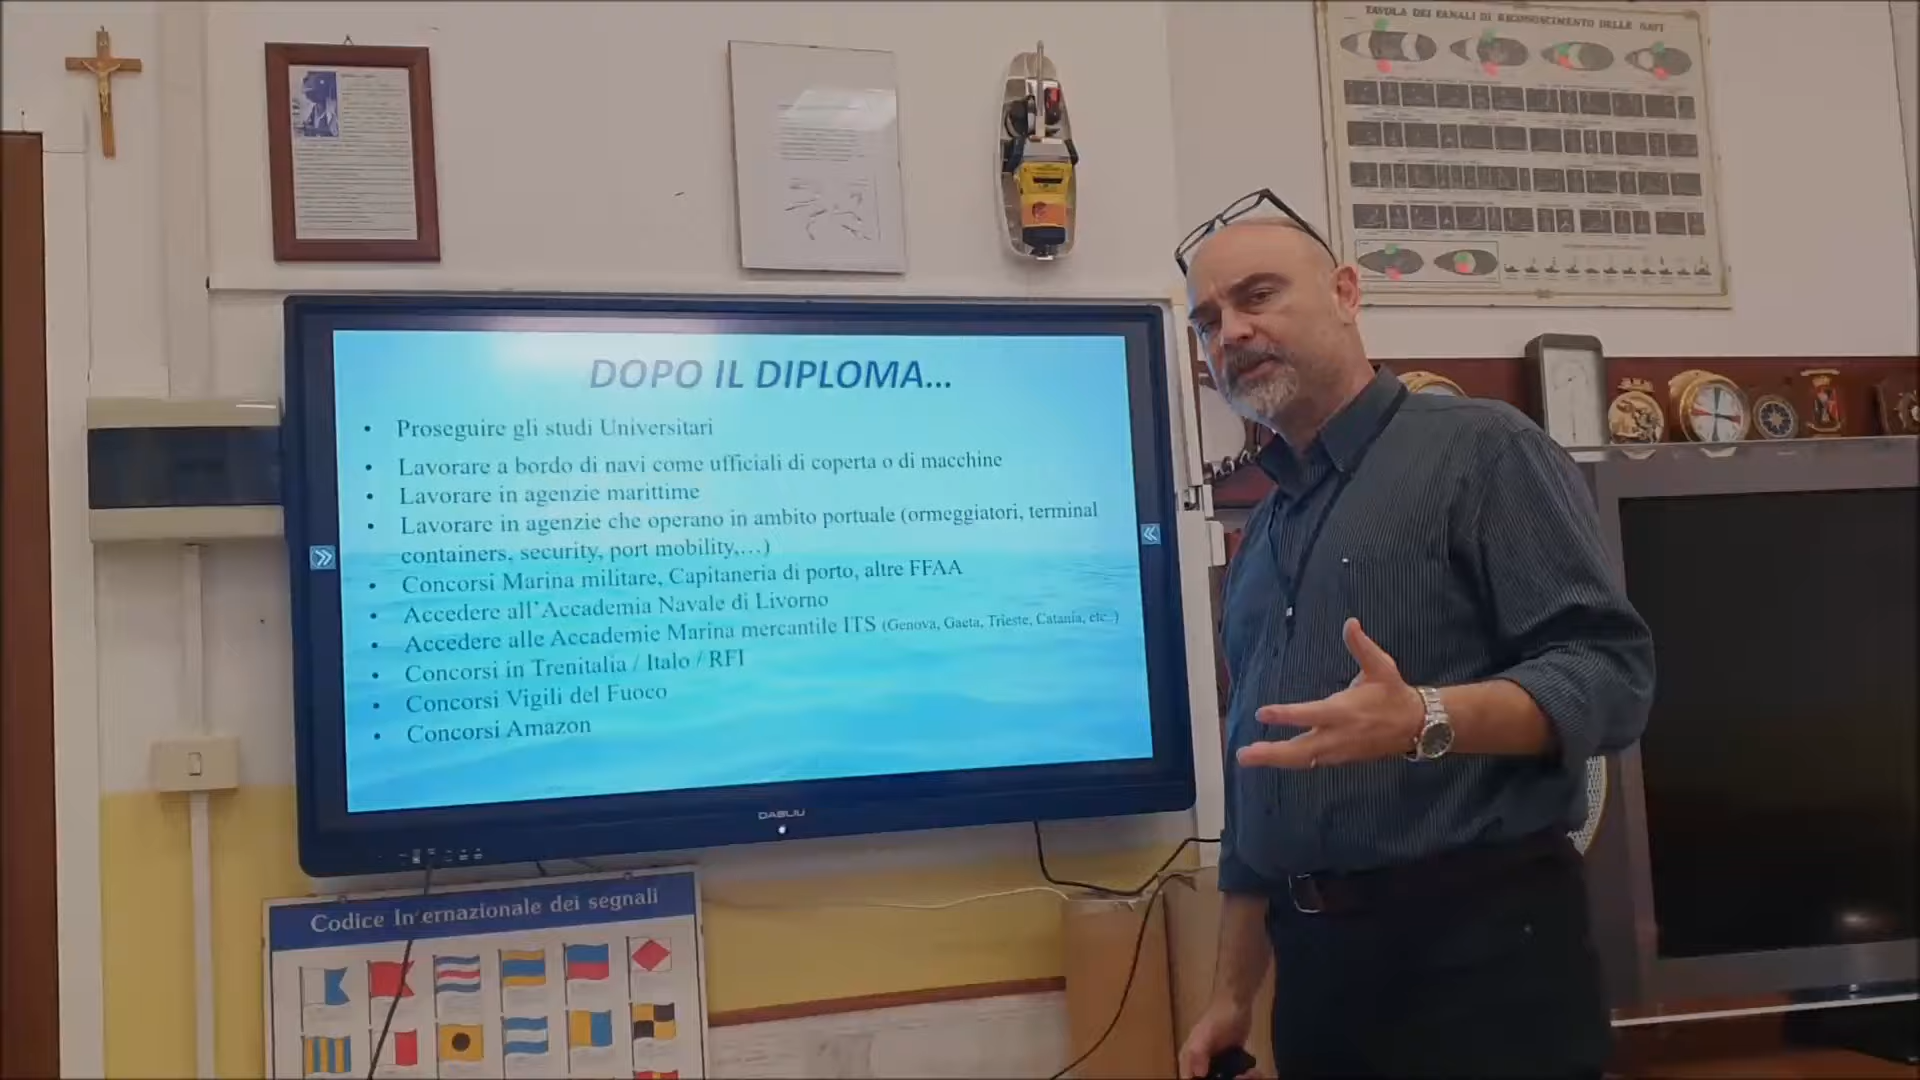 TAVOLA DEI FANALI DI RICONOSCIMENTO DELLE NAVI
DOPO IL DIPLOMA...
• Proseguire gli studi Universitari
• Lavorare a bordo di navi come ufficiali di coperta o di macchine
• Lavorare in agenzie marittime
• Lavorare in agenzie che operano in ambito portuale (ormeggiatori, terminal
containers, security, port mobility,…)
• Concorsi Marina militare, Capitaneria di porto, altre FFAA
• Accedere all’Accademia Navale di Livorno
• Accedere alle Accademie Marina mercantile ITS (Genova, Gaeta, Trieste, Catania, etc..)
• Concorsi in Trenitalia / Italo / RFI
• Concorsi Vigili del Fuoco
• Concorsi Amazon
DABLIU
Codice Internazionale dei segnali